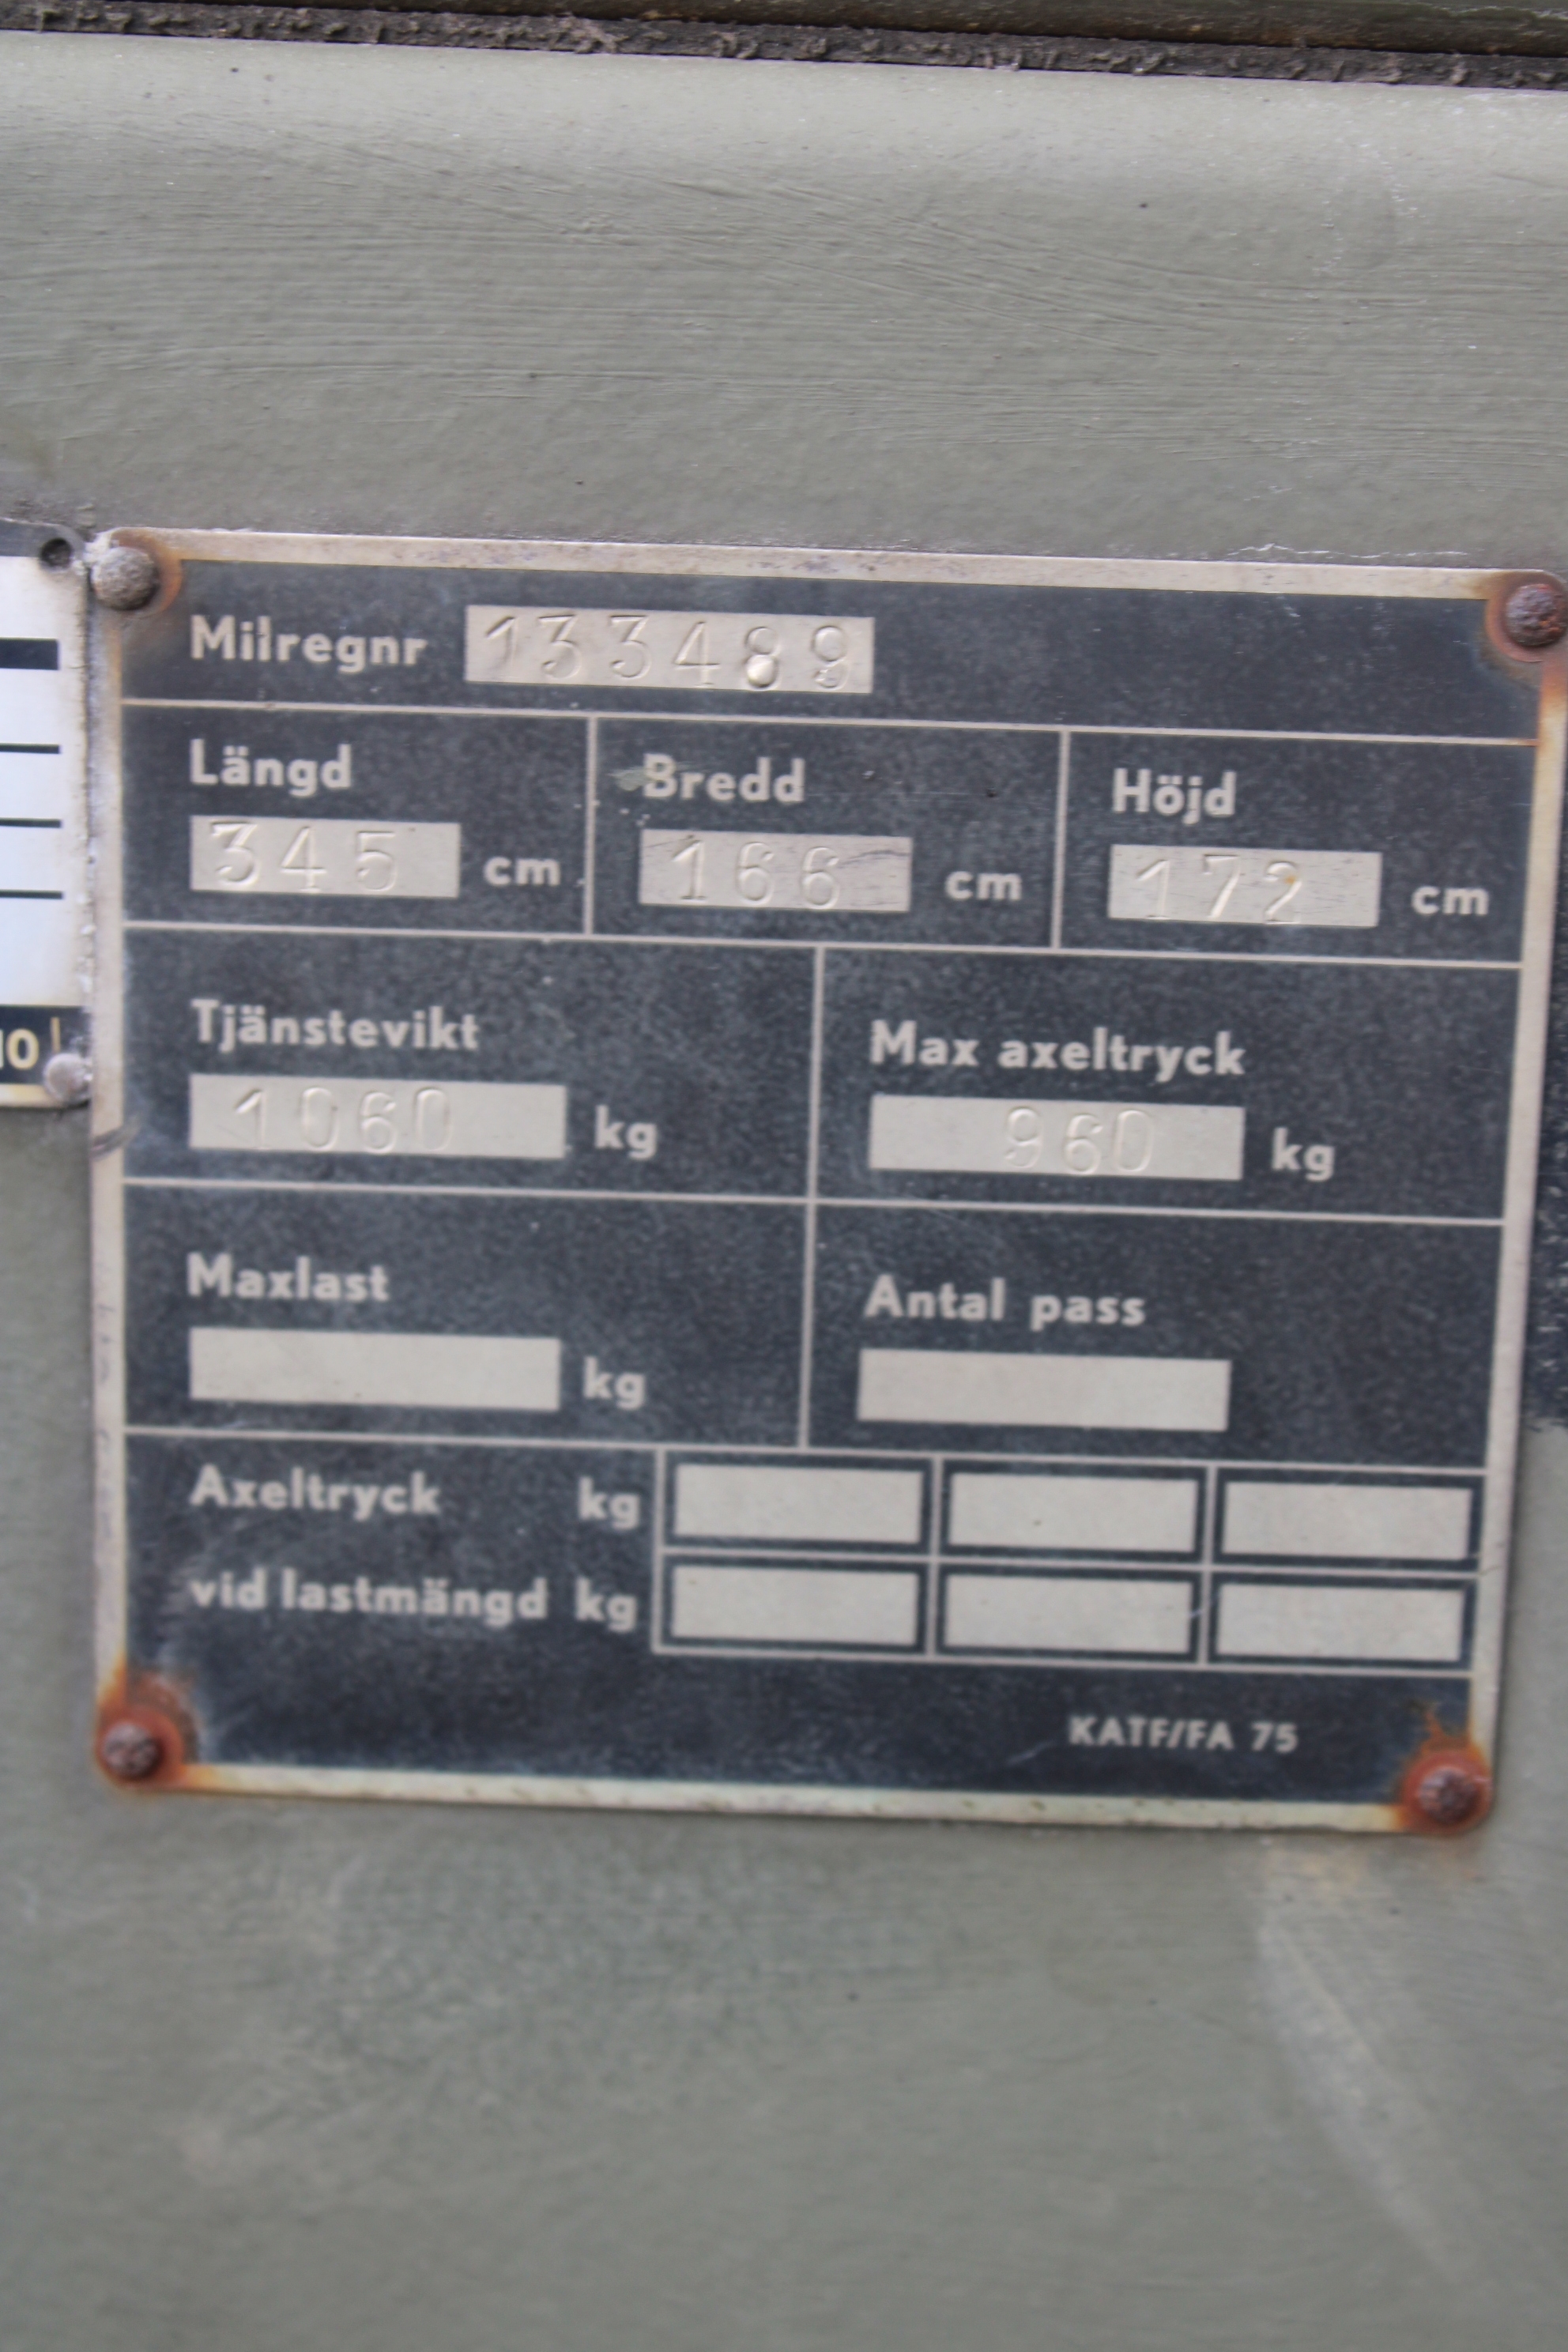 Milregnr 133489
Längd Bredd Höjd
345 cm 166 cm 172 cm
Tjänstevikt Max axeltryck
1060 kg 960 kg
Maxlast Antal pass
kg
Axeltryck kg
vid lastmängd kg
KATF/FA 75